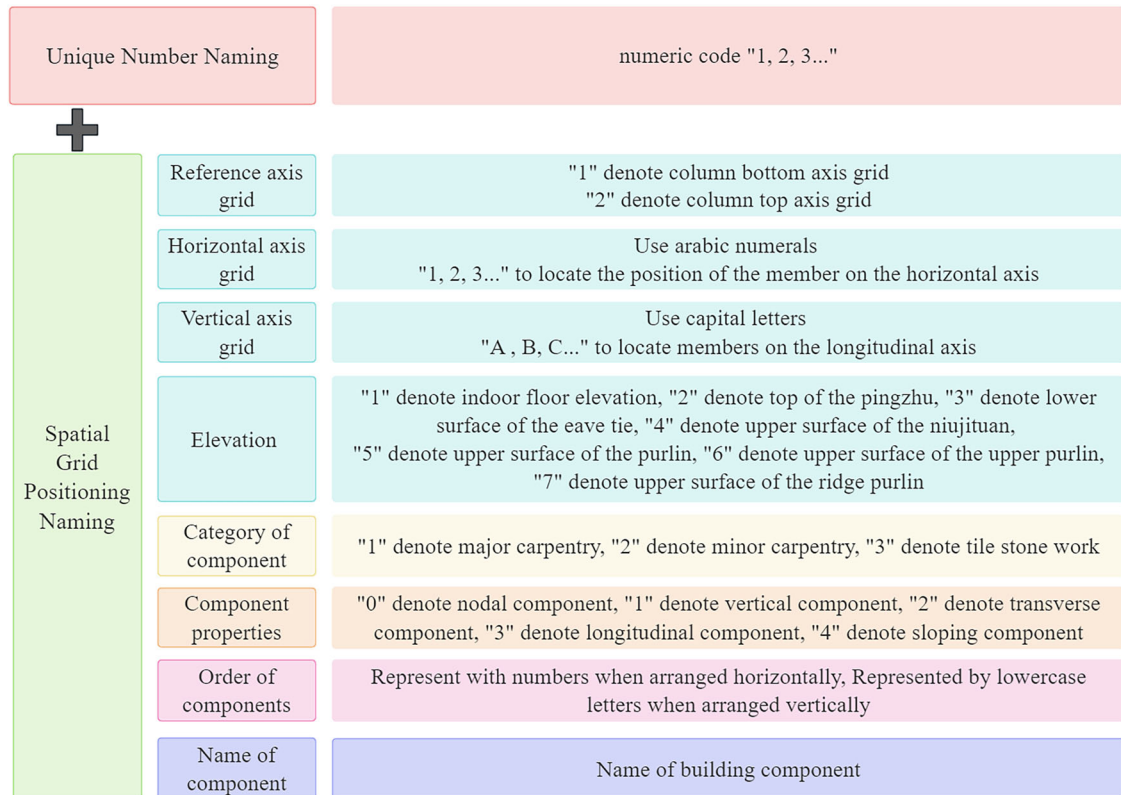 Unique Number Naming
numeric code "1, 2, 3..."
Spatial
Grid
Positioning
Naming
Reference axis
grid
"1" denote column bottom axis grid
"2" denote column top axis grid
Horizontal axis
grid
Use arabic numerals
"1, 2, 3..." to locate the position of the member on the horizontal axis
Vertical axis
grid
Use capital letters
"A , B, C..." to locate members on the longitudinal axis
Elevation
"1" denote indoor floor elevation, "2" denote top of the pingzhu, "3" denote lower
surface of the eave tie, "4" denote upper surface of the niujituan,
"5" denote upper surface of the purlin, "6" denote upper surface of the upper purlin,
"7" denote upper surface of the ridge purlin
Category of
component
"1" denote major carpentry, "2" denote minor carpentry, "3" denote tile stone work
Component
properties
"0" denote nodal component, "1" denote vertical component, "2" denote transverse
component, "3" denote longitudinal component, "4" denote sloping component
Order of
components
Represent with numbers when arranged horizontally, Represented by lowercase
letters when arranged vertically
Name of
component
Name of building component